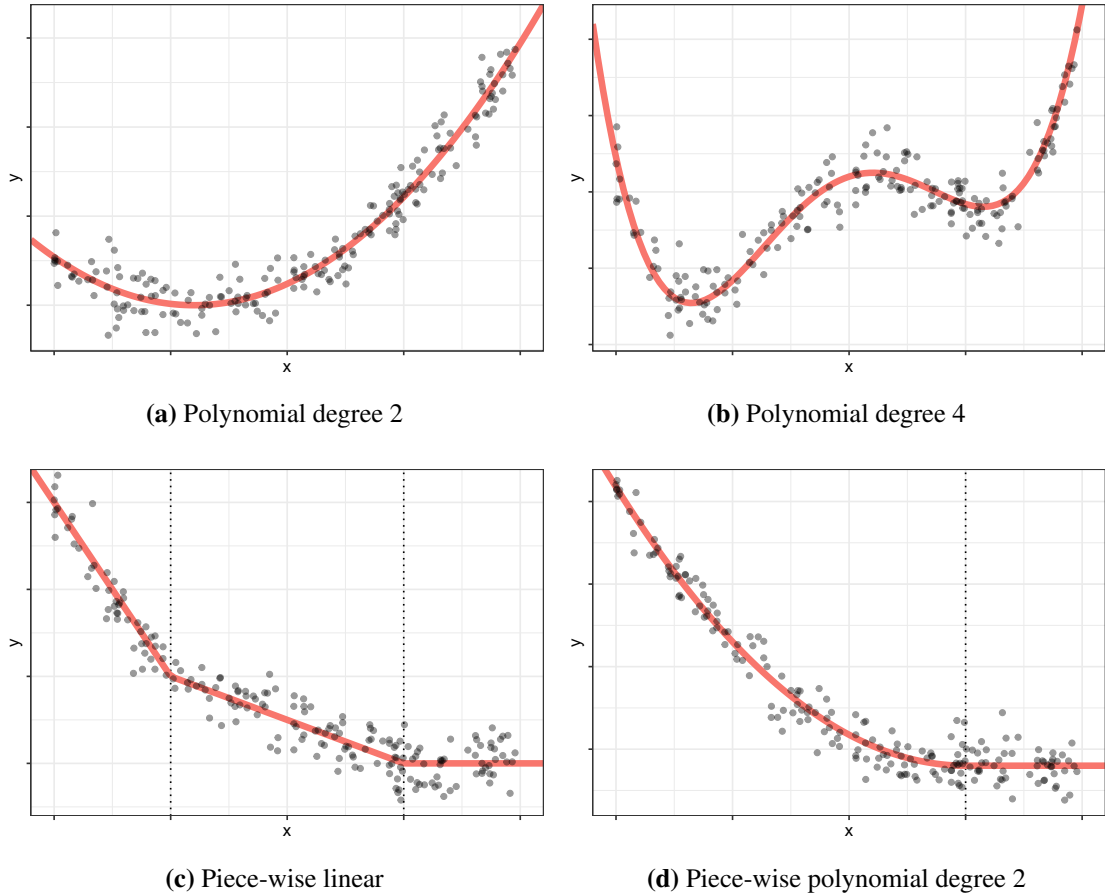 y
y
x
x
(a) Polynomial degree 2
(b) Polynomial degree 4
y
y
x
x
(c) Piece-wise linear
(d) Piece-wise polynomial degree 2